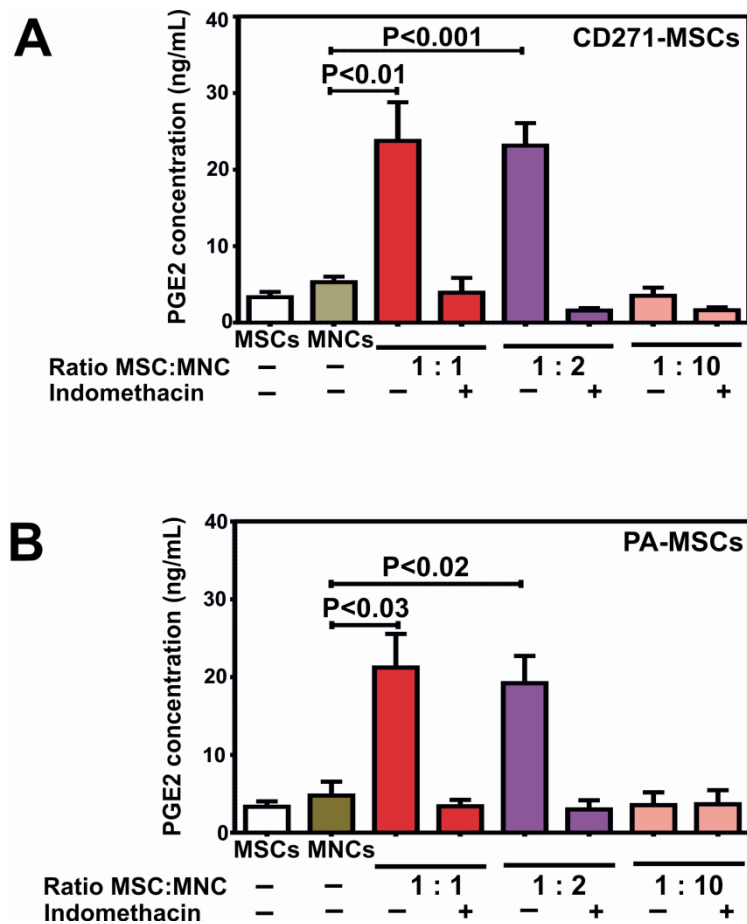 A
CD271-MSCs
P<0.001
P<0.01
PGE2 concentration (ng/mL)
40
30
20
10
0
MSCs MNCs
Ratio MSC:MNC – – 1 : 1 1 : 2 1 : 10
Indomethacin – – – + – + – +
B
PA-MSCs
P<0.02
P<0.03
PGE2 concentration (ng/mL)
40
30
20
10
0
MSCs MNCs
Ratio MSC:MNC – – 1 : 1 1 : 2 1 : 10
Indomethacin – – – + – + – +